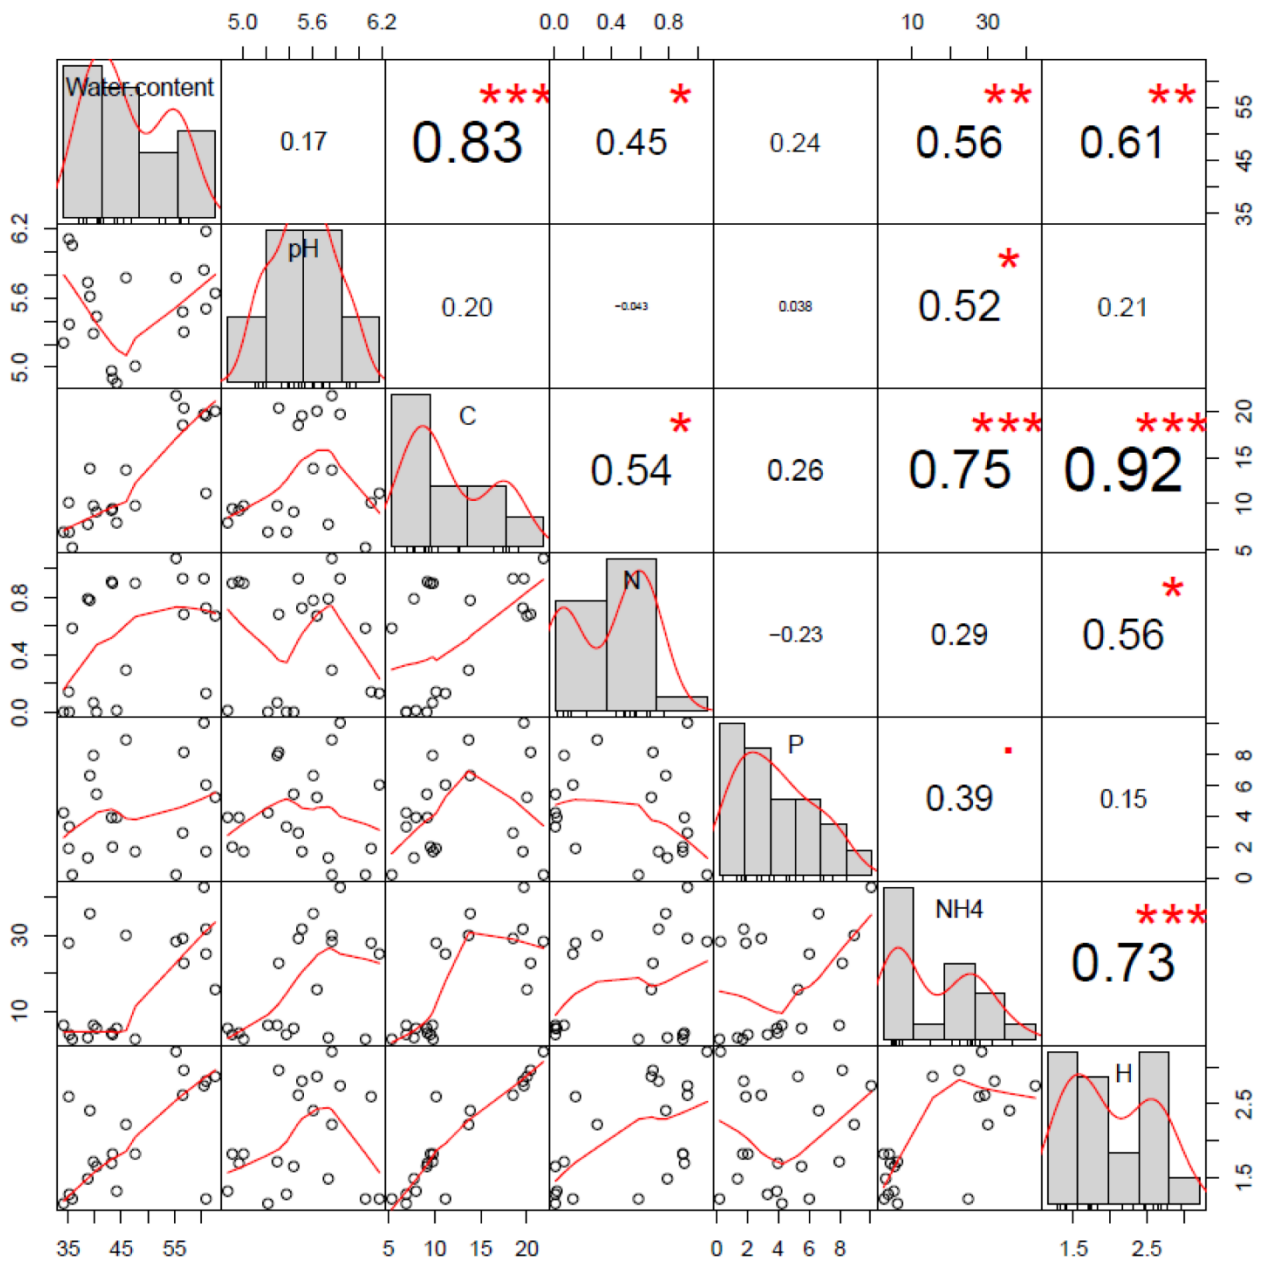 5.0 5.6 6.2 0.0 0.4 0.8 10 30
Water.content 0.17 *** 0.83 * 0.45 0.24 ** 0.56 ** 0.61 35 45 55
5.0 5.6 6.2 pH 0.20 −0.043 0.038 * 0.52 0.21
C * 0.54 0.26 *** 0.75 *** 0.92 5 10 15 20
0.0 0.4 0.8 N −0.23 0.29 * 0.56
P . 0.39 0.15 0 2 4 6 8
10 30 NH4 *** 0.73
H 1.5 2.5
35 45 55 5 10 15 20 0 2 4 6 8 1.5 2.5